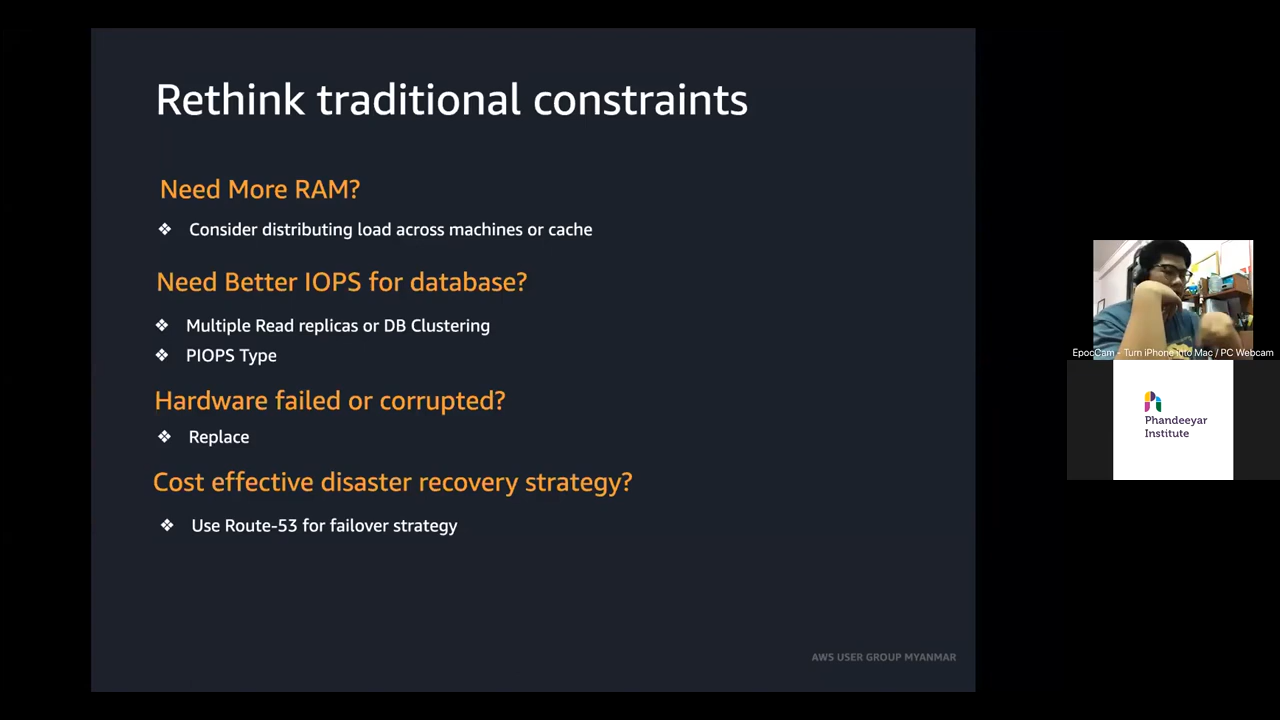 Rethink traditional constraints
Need More RAM?
❖ Consider distributing load across machines or cache
Need Better IOPS for database?
❖ Multiple Read replicas or DB Clustering
❖ PIOPS Type
Hardware failed or corrupted?
❖ Replace
Cost effective disaster recovery strategy?
❖ Use Route-53 for failover strategy
AWS USER GROUP MYANMAR
EpocCam - Turn iPhone into Mac / PC Webcam
Phandeeyar
Institute